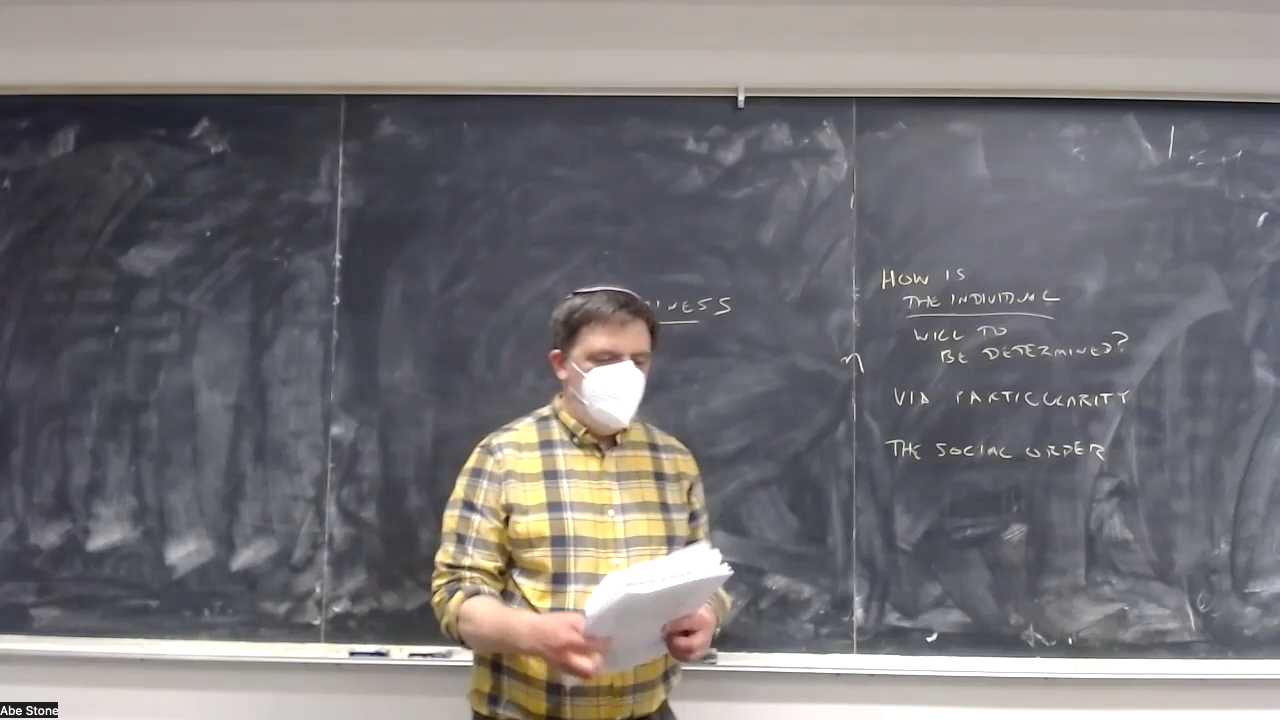 HOW IS
THE INDIVIDUAL
WILL TO
BE DETERMINED?
VIA PARTICULARITY
THE SOCIAL ORDER
Abe Stone